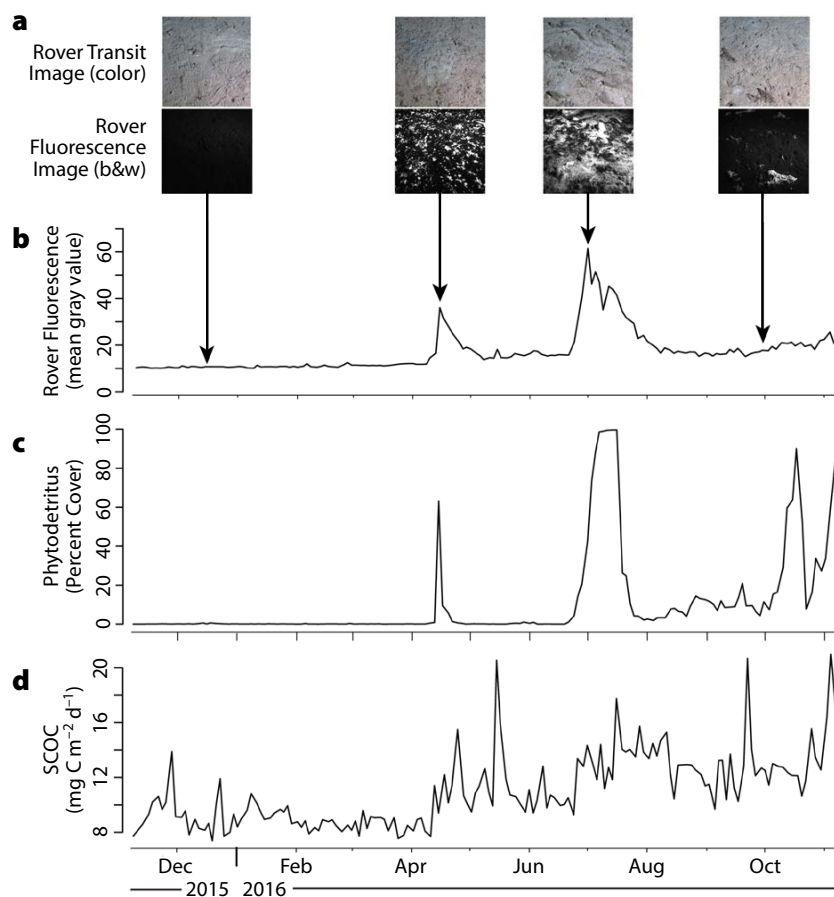 a
Rover Transit
Image (color)
Rover
Fluorescence
Image (b&w)
b
Rover Fluorescence
(mean gray value)
60
40
20
0
c
Phytodetritus
(Percent Cover)
100
80
60
40
20
0
d
SCOC
(mg C m⁻² d⁻¹)
20
16
12
8
Dec Feb Apr Jun Aug Oct
2015 2016